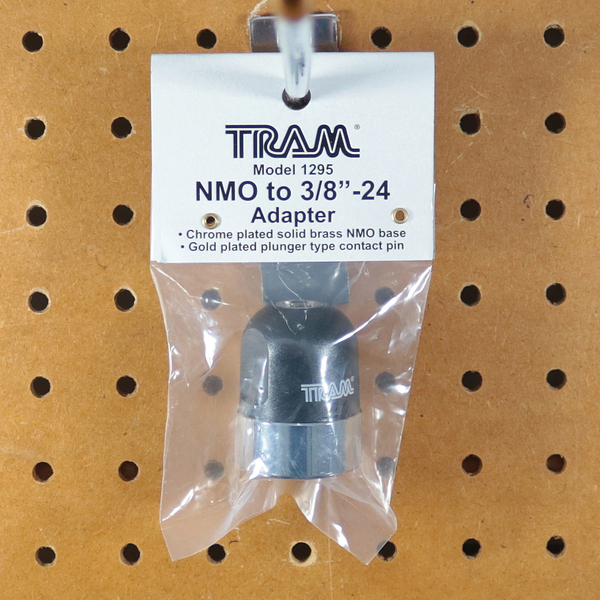 TRAM®
Model 1295
NMO to 3/8”-24
Adapter
• Chrome plated solid brass NMO base
• Gold plated plunger type contact pin
TRAM®